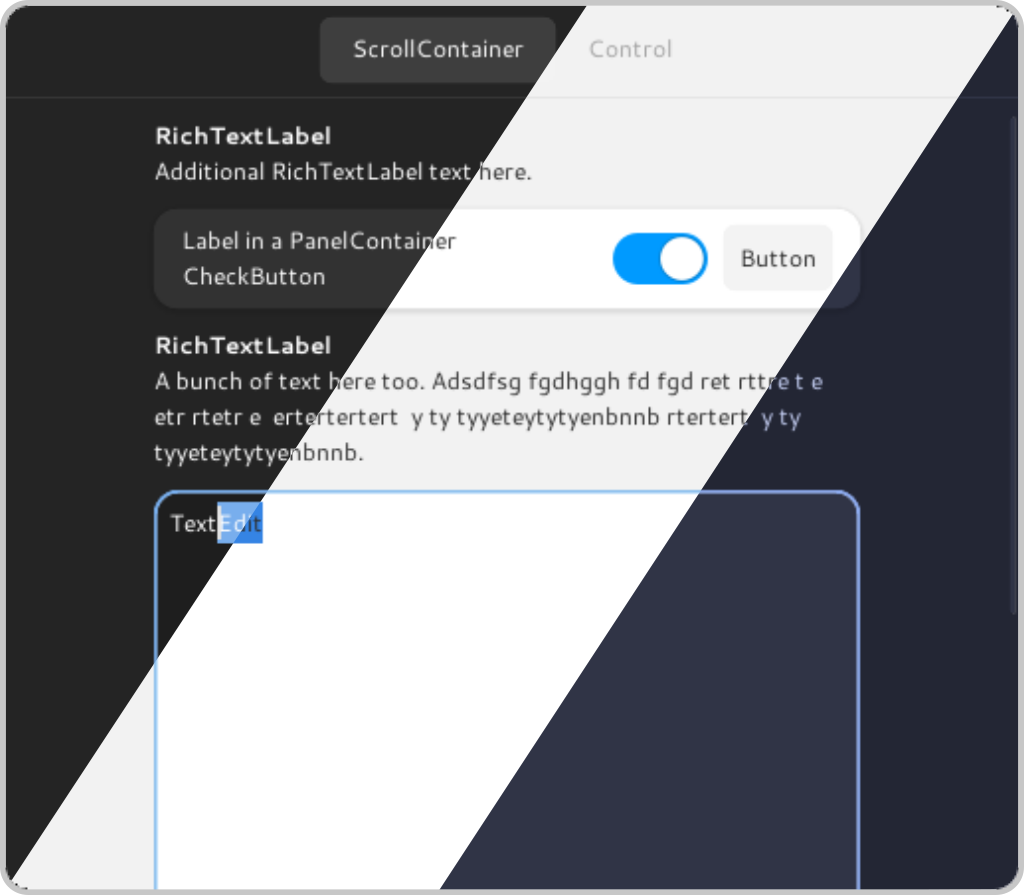 ScrollContainer Control
RichTextLabel
Additional RichTextLabel text here.
Label in a PanelContainer
CheckButton
Button
RichTextLabel
A bunch of text here too. Adsdfsg fgdhggh fd fgd ret rttre t e
etr rtetr e  ertertertert  y ty tyyeteytytyenbnnb rtertert  y ty
tyyeteytytyenbnnb.
TextEdit